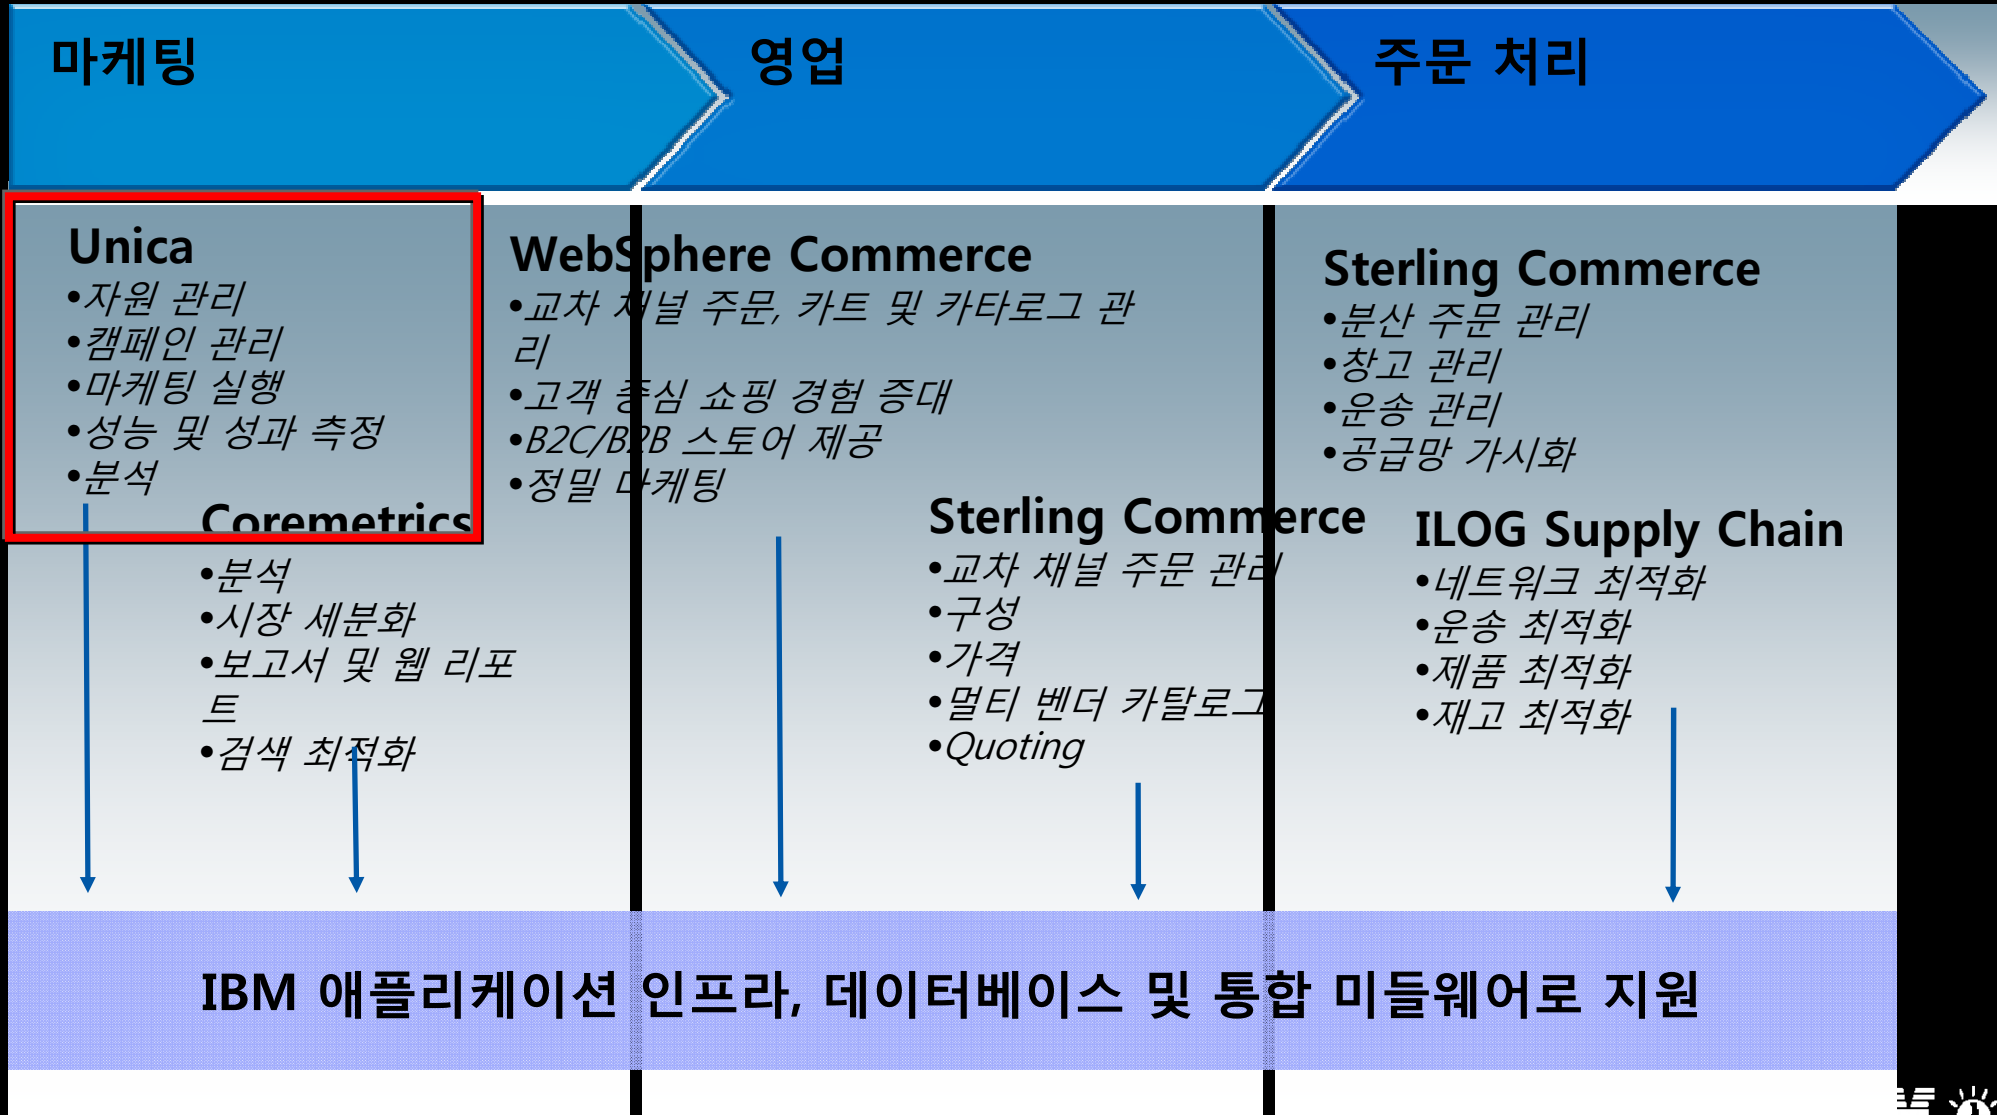 마케팅
영업
주문 처리
Unica
•자원 관리
•캠페인 관리
•마케팅 실행
•성능 및 성과 측정
•분석
Coremetrics
•분석
•시장 세분화
•보고서 및 웹 리포
트
•검색 최적화
WebSphere Commerce
•교차 채널 주문, 카트 및 카타로그 관
리
•고객 중심 쇼핑 경험 증대
•B2C/B2B 스토어 제공
•정밀 마케팅
Sterling Commerce
•교차 채널 주문 관리
•구성
•가격
•멀티 벤더 카탈로그
•Quoting
Sterling Commerce
•분산 주문 관리
•창고 관리
•운송 관리
•공급망 가시화
ILOG Supply Chain
•네트워크 최적화
•운송 최적화
•제품 최적화
•재고 최적화
IBM 애플리케이션 인프라, 데이터베이스 및 통합 미들웨어로 지원